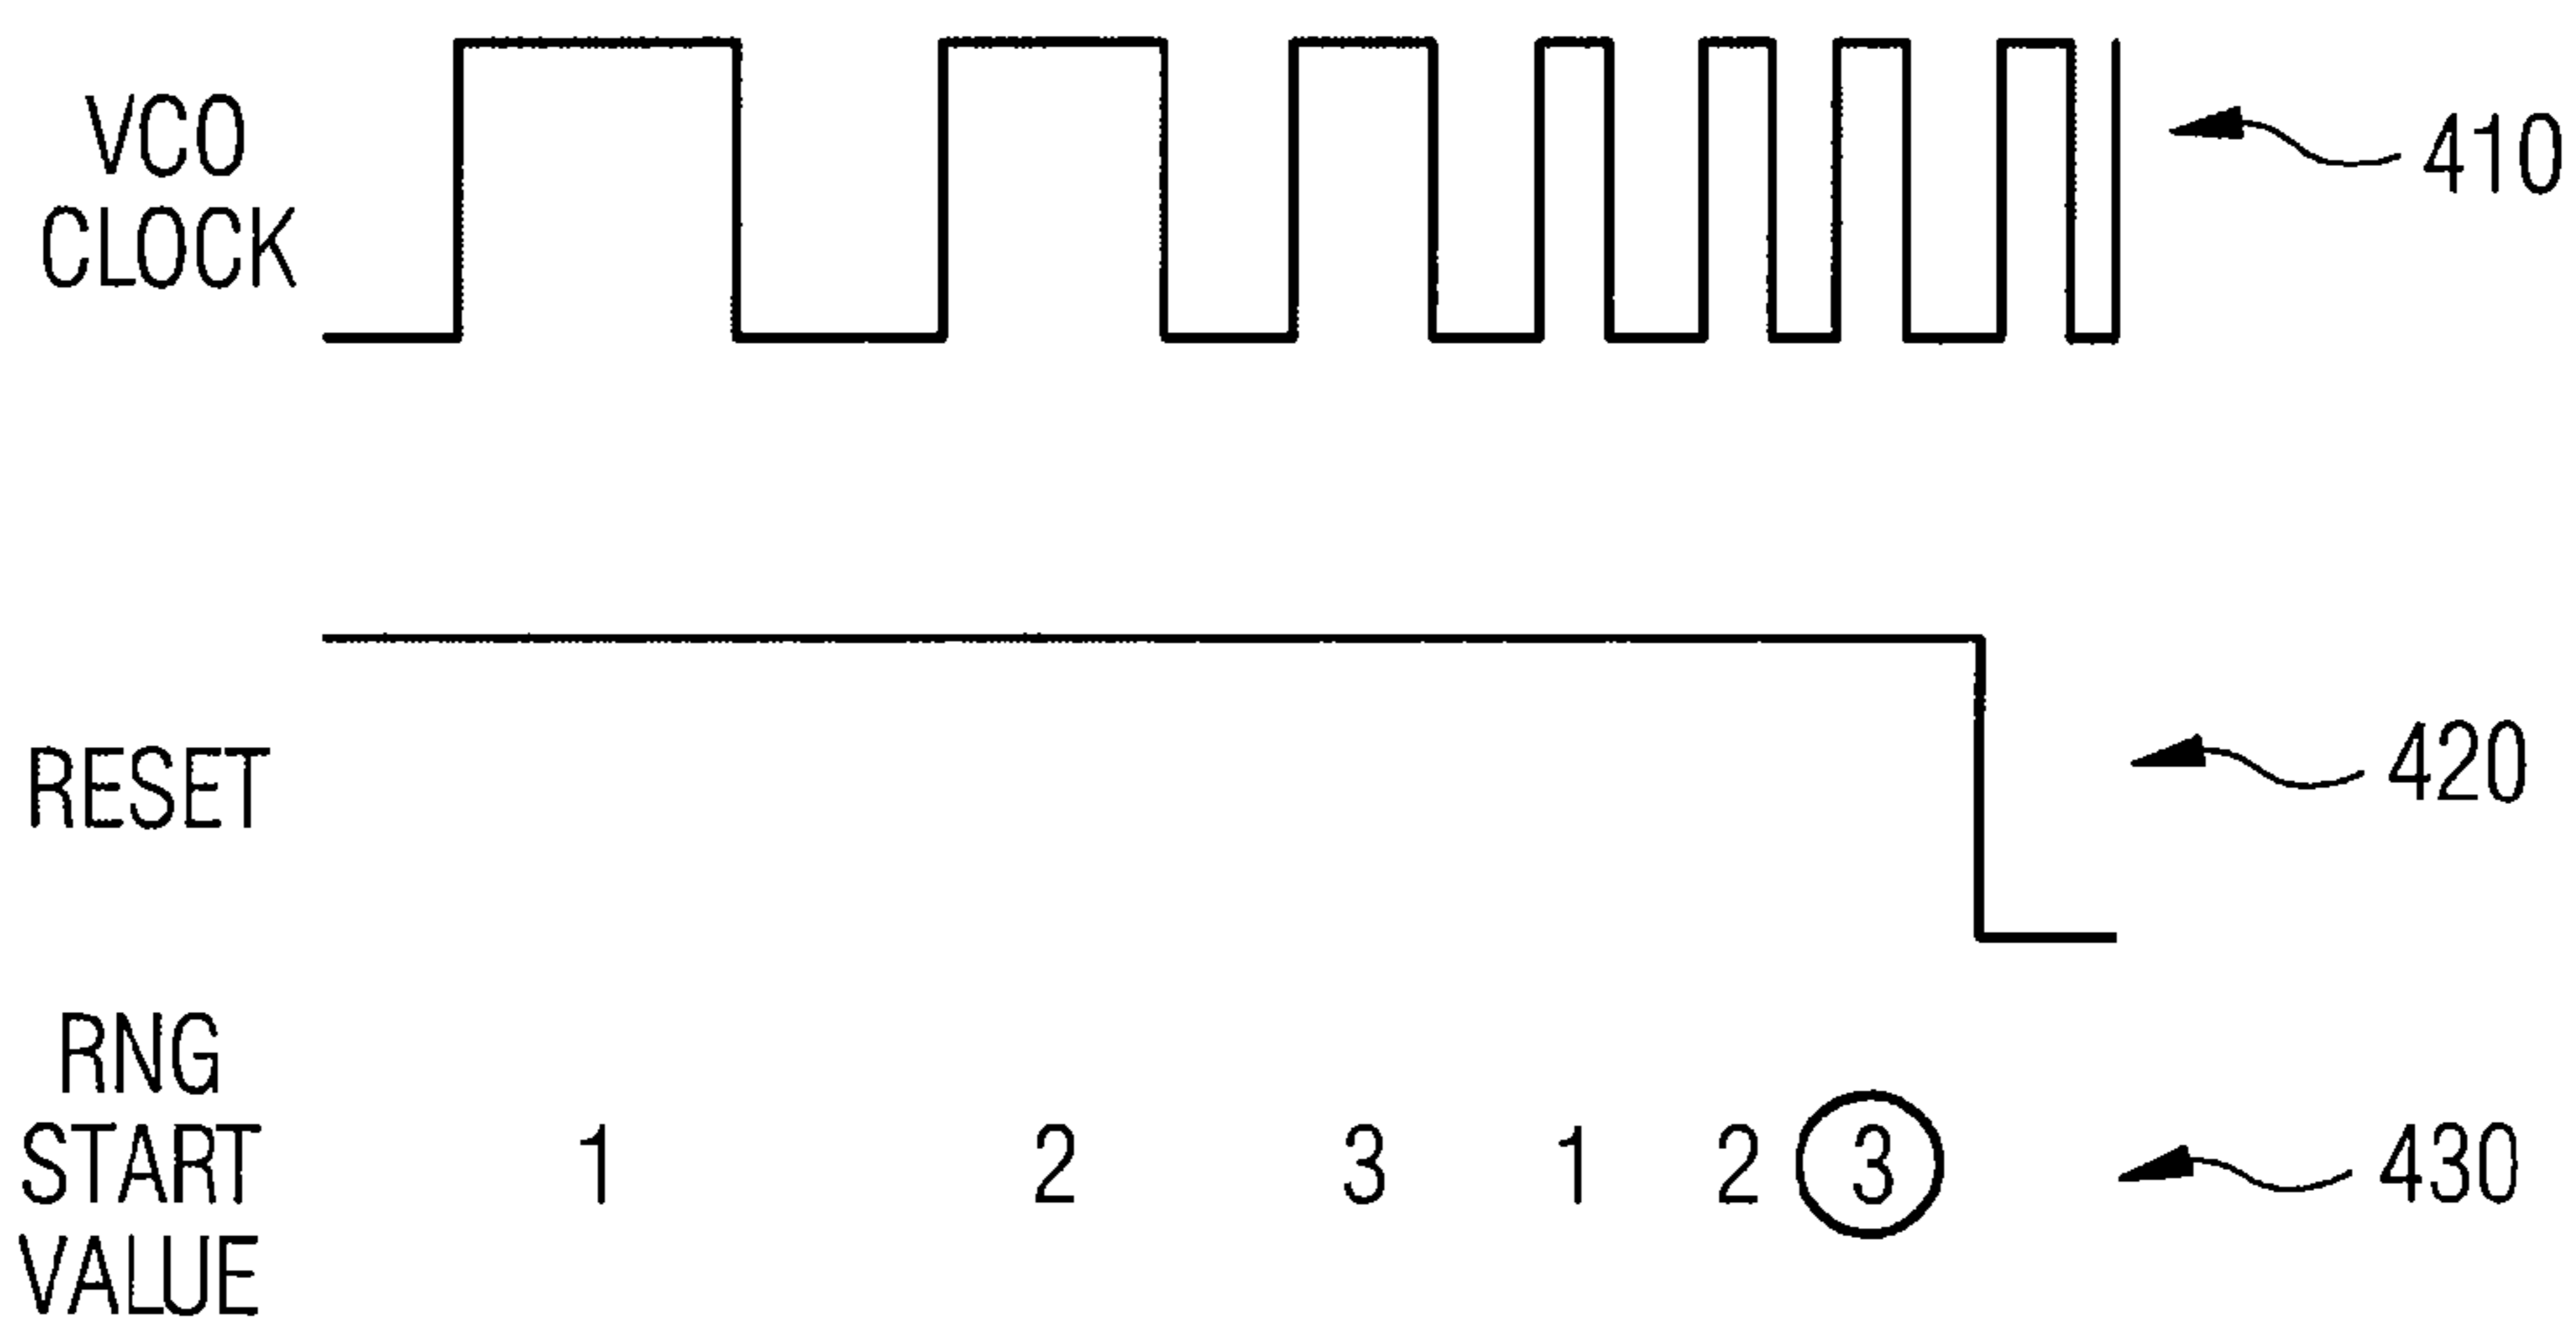 VCO
CLOCK
410
RESET
420
RNG
START
VALUE
1 2 3 1 2 3
430